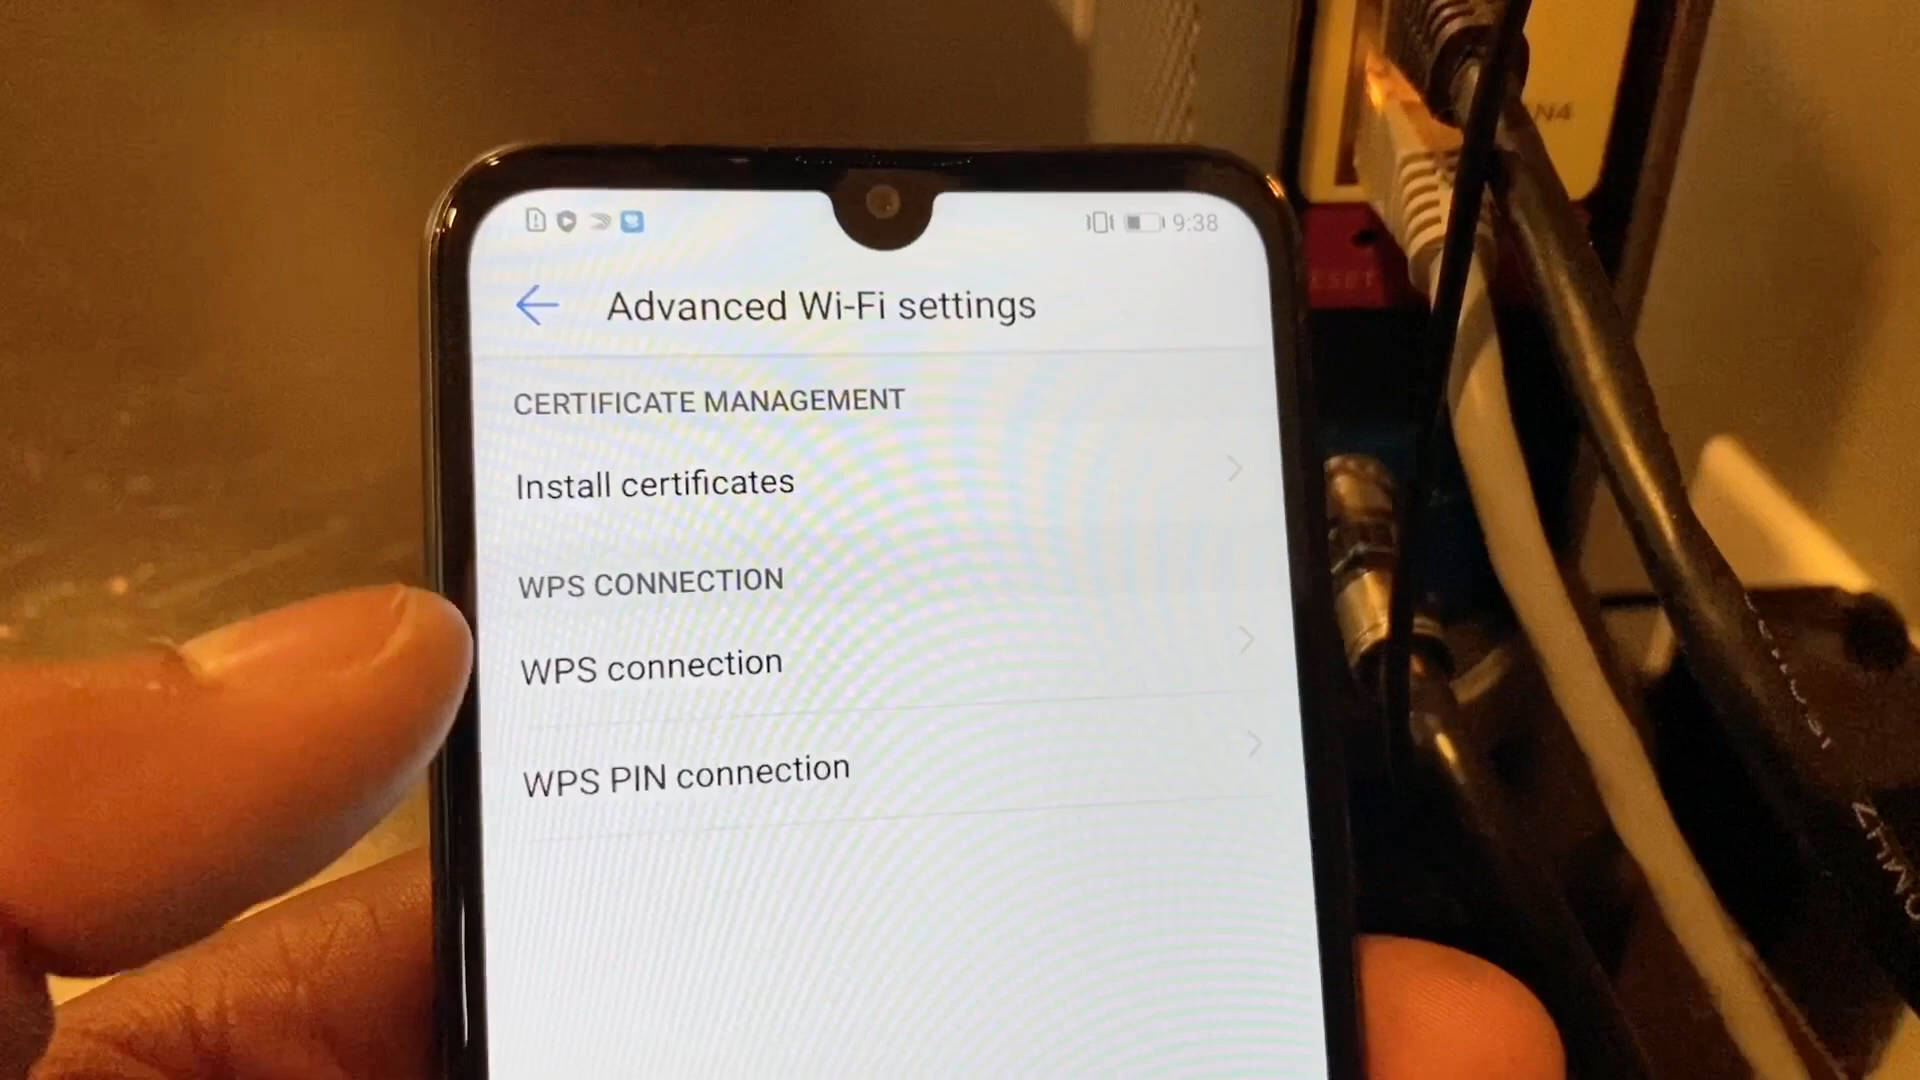 9:38
Advanced Wi-Fi settings
CERTIFICATE MANAGEMENT
Install certificates
WPS CONNECTION
WPS connection
WPS PIN connection